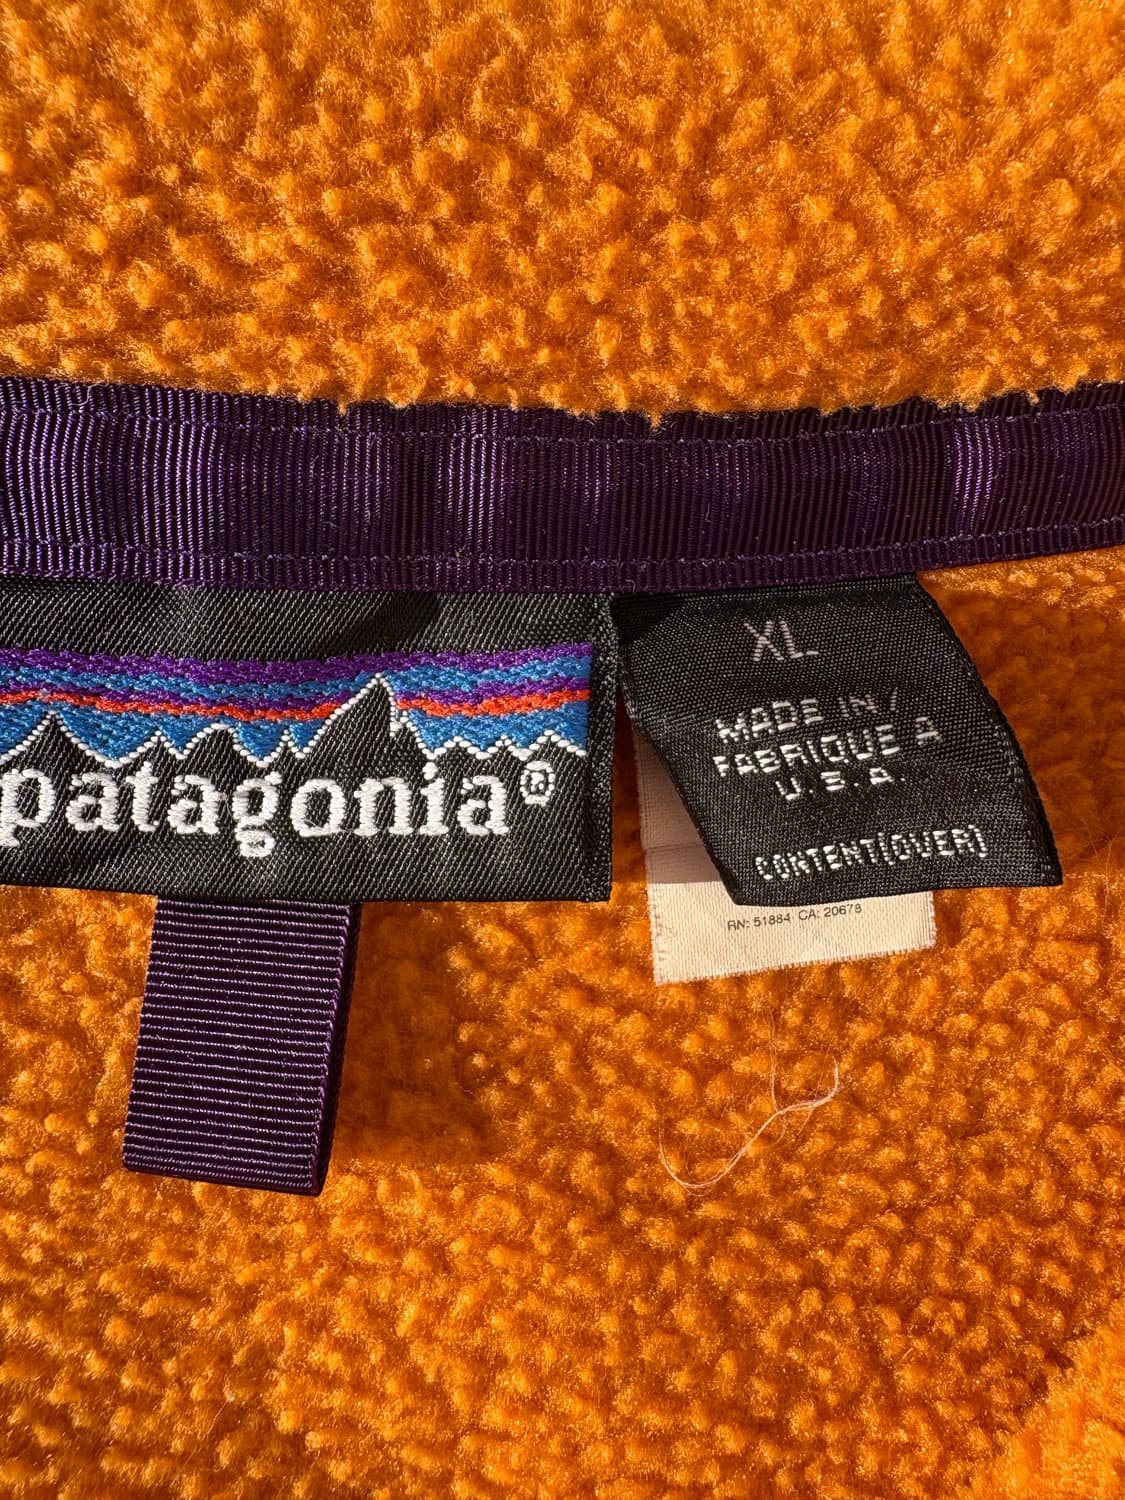 patagonia®
XL
MADE IN /
FABRIQUE A
U.S.A.
CONTENT(OVER)
RN: 51884 CA: 20678